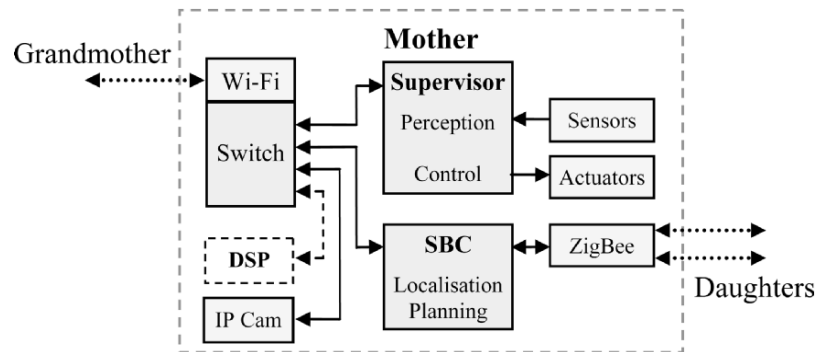 Mother
Grandmother
Wi-Fi
Switch
DSP
IP Cam
Supervisor
Perception
Control
Sensors
Actuators
SBC
Localisation
Planning
ZigBee
Daughters